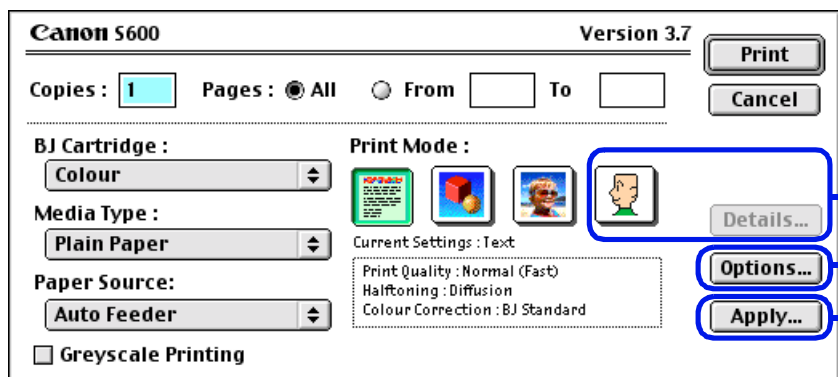 Canon S600 Version 3.7
Print
Copies : 1 Pages : All From To
Cancel
BJ Cartridge :
Colour
Print Mode :
Media Type :
Plain Paper
Details...
Current Settings : Text
Print Quality : Normal (Fast)
Halftoning : Diffusion
Colour Correction : BJ Standard
Options...
Paper Source:
Auto Feeder
Apply...
Greyscale Printing